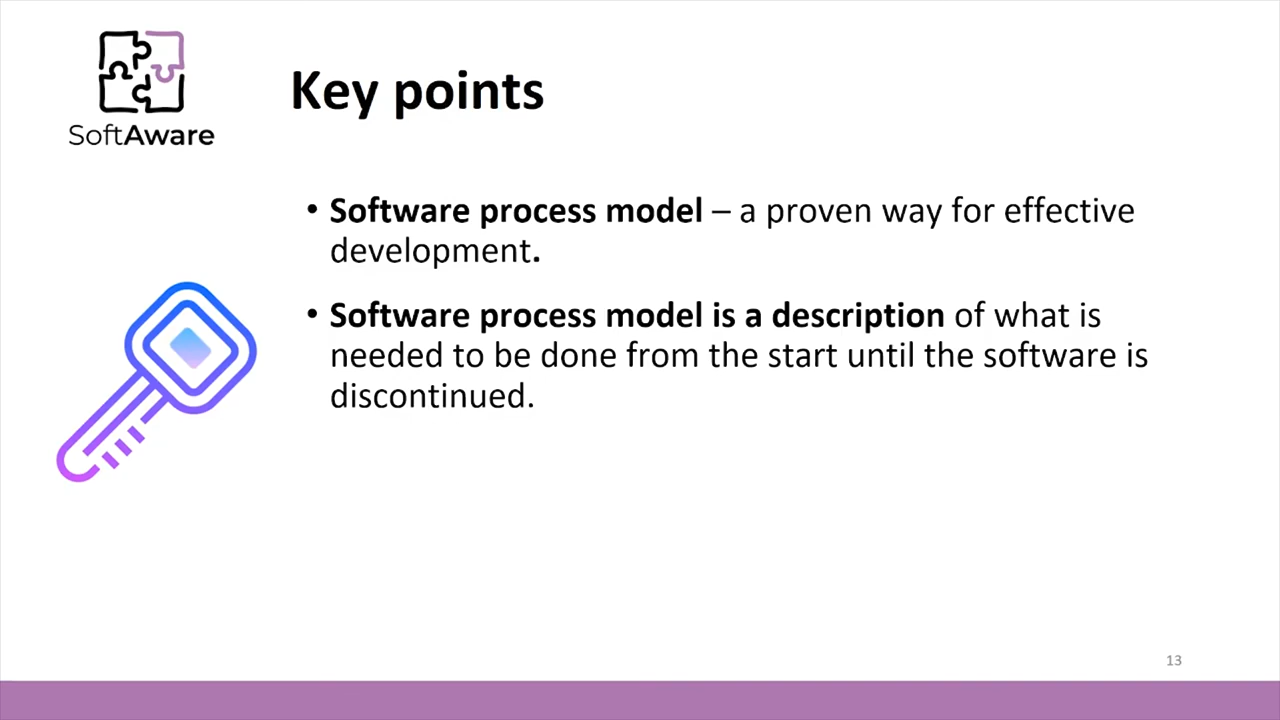 SoftAware
Key points
• Software process model – a proven way for effective
development.
• Software process model is a description of what is
needed to be done from the start until the software is
discontinued.
13